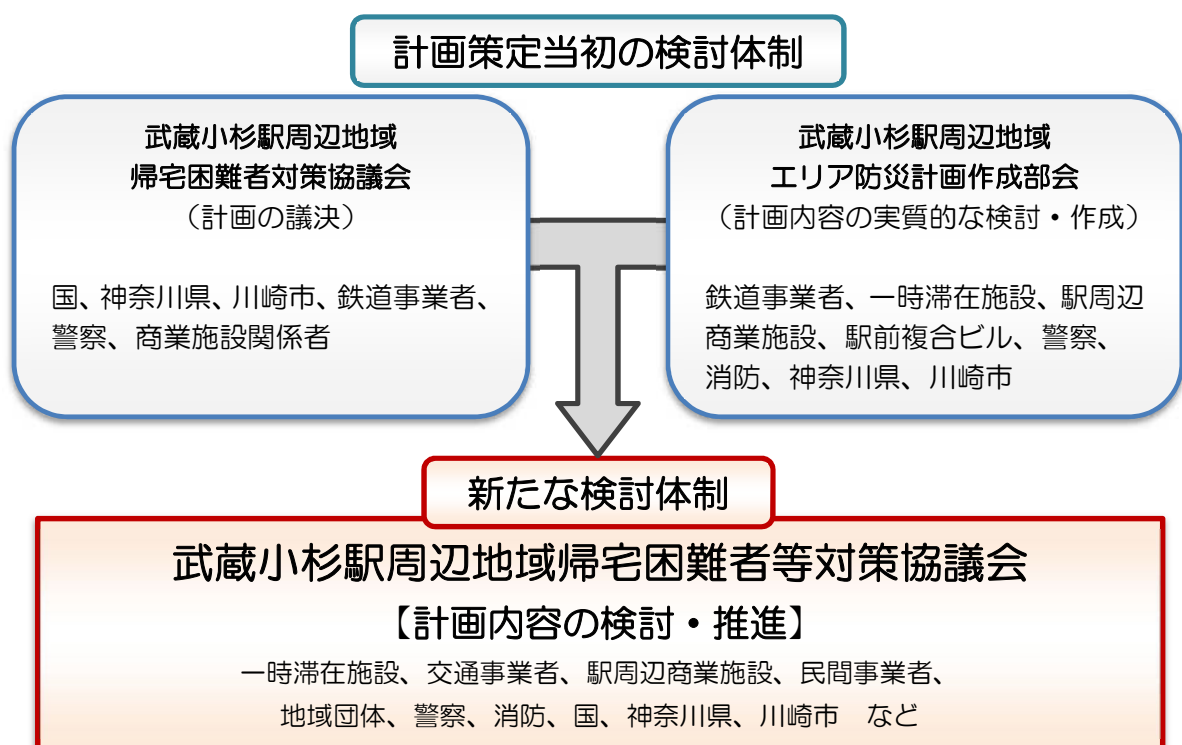 計画策定当初の検討体制
武蔵小杉駅周辺地域
帰宅困難者対策協議会
（計画の議決）
国、神奈川県、川崎市、鉄道事業者、
警察、商業施設関係者
武蔵小杉駅周辺地域
エリア防災計画作成部会
（計画内容の実質的な検討・作成）
鉄道事業者、一時滞在施設、駅周辺
商業施設、駅前複合ビル、警察、
消防、神奈川県、川崎市
新たな検討体制
武蔵小杉駅周辺地域帰宅困難者等対策協議会
【計画内容の検討・推進】
一時滞在施設、交通事業者、駅周辺商業施設、民間事業者、
地域団体、警察、消防、国、神奈川県、川崎市　など